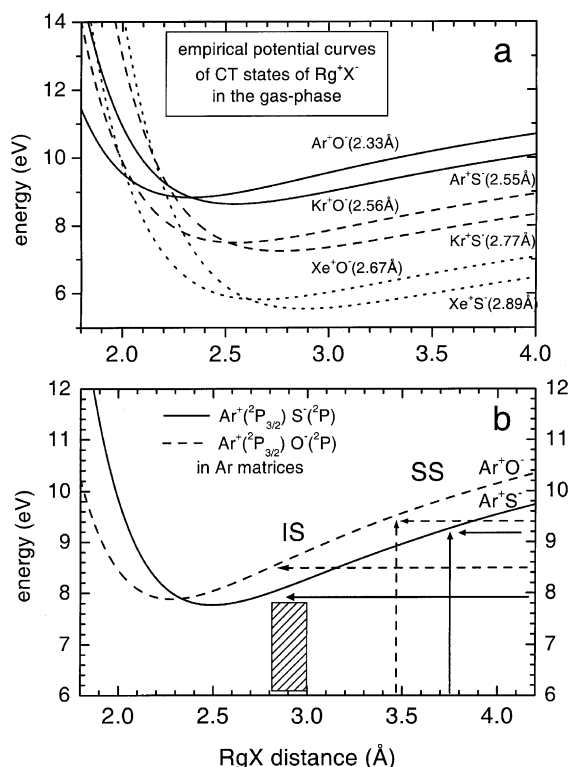 14
12
10
8
6
energy (eV)
empirical potential curves
of CT states of Rg⁺X⁻
in the gas-phase
a
Ar⁺O⁻(2.33Å)
Ar⁺S⁻(2.55Å)
Kr⁺O⁻(2.56Å)
Kr⁺S⁻(2.77Å)
Xe⁺O⁻(2.67Å)
Xe⁺S⁻(2.89Å)
2.0 2.5 3.0 3.5 4.0
12
11
10
9
8
7
6
energy (eV)
Ar⁺(²P₃/₂) S⁻(²P)
Ar⁺(²P₃/₂) O⁻(²P)
in Ar matrices
b
SS
IS
Ar⁺O⁻
Ar⁺S⁻
12
11
10
9
8
7
6
2.0 2.5 3.0 3.5 4.0
RgX distance (Å)